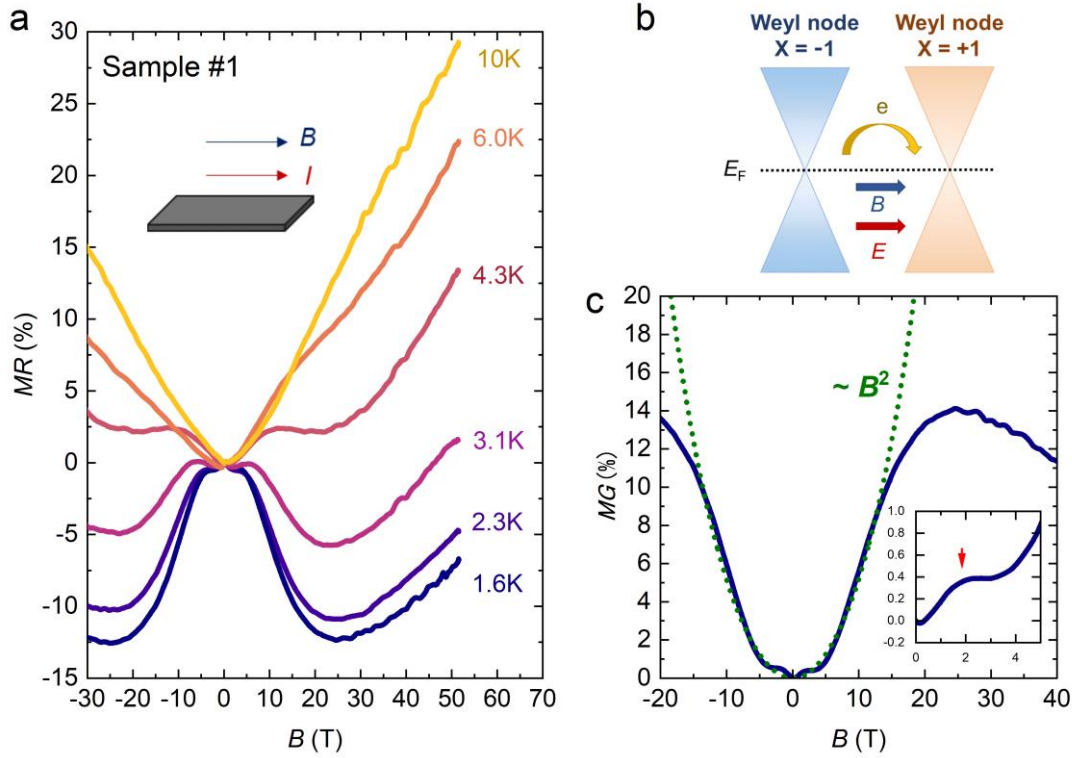 a
Sample #1
B
I
10K
6.0K
4.3K
3.1K
2.3K
1.6K
30
25
20
15
10
5
0
-5
-10
-15
MR (%)
-30 -20 -10 0 10 20 30 40 50 60 70
B (T)
b
Weyl node
X = -1
Weyl node
X = +1
e
E_F
B
E
c
~ B²
20
18
16
14
12
10
8
6
4
2
0
MG (%)
-20 -10 0 10 20 30 40
B (T)
1.0
0.8
0.6
0.4
0.2
0.0
-0.2
0 2 4